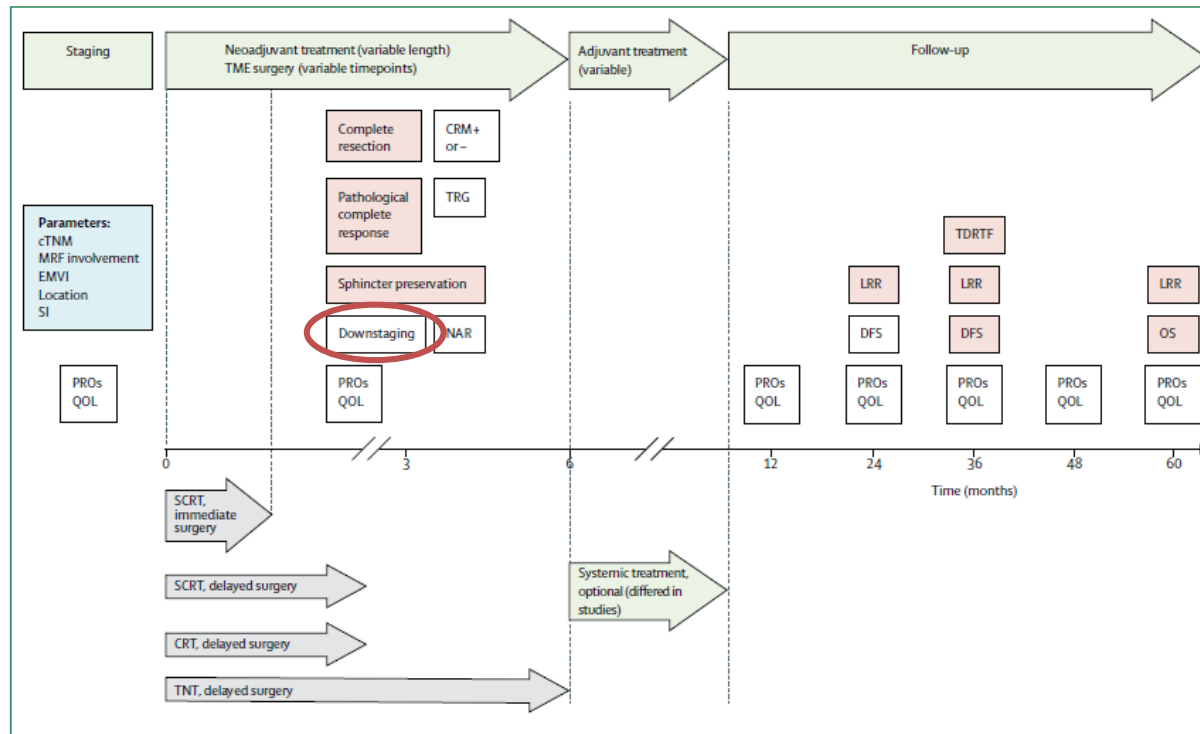 Staging
Neoadjuvant treatment (variable length)
TME surgery (variable timepoints)
Adjuvant treatment
(variable)
Follow-up
Complete
resection
CRM+
or –
Pathological
complete
response
TRG
Parameters:
cTNM
MRF involvement
EMVI
Location
SI
TDRTF
Sphincter preservation
LRR
LRR
LRR
Downstaging
NAR
DFS
DFS
OS
PROs
QOL
PROs
QOL
PROs
QOL
PROs
QOL
PROs
QOL
PROs
QOL
PROs
QOL
0
3
6
12
24
36
48
60
Time (months)
SCRT,
immediate
surgery
SCRT, delayed surgery
Systemic treatment,
optional (differed in
studies)
CRT, delayed surgery
TNT, delayed surgery